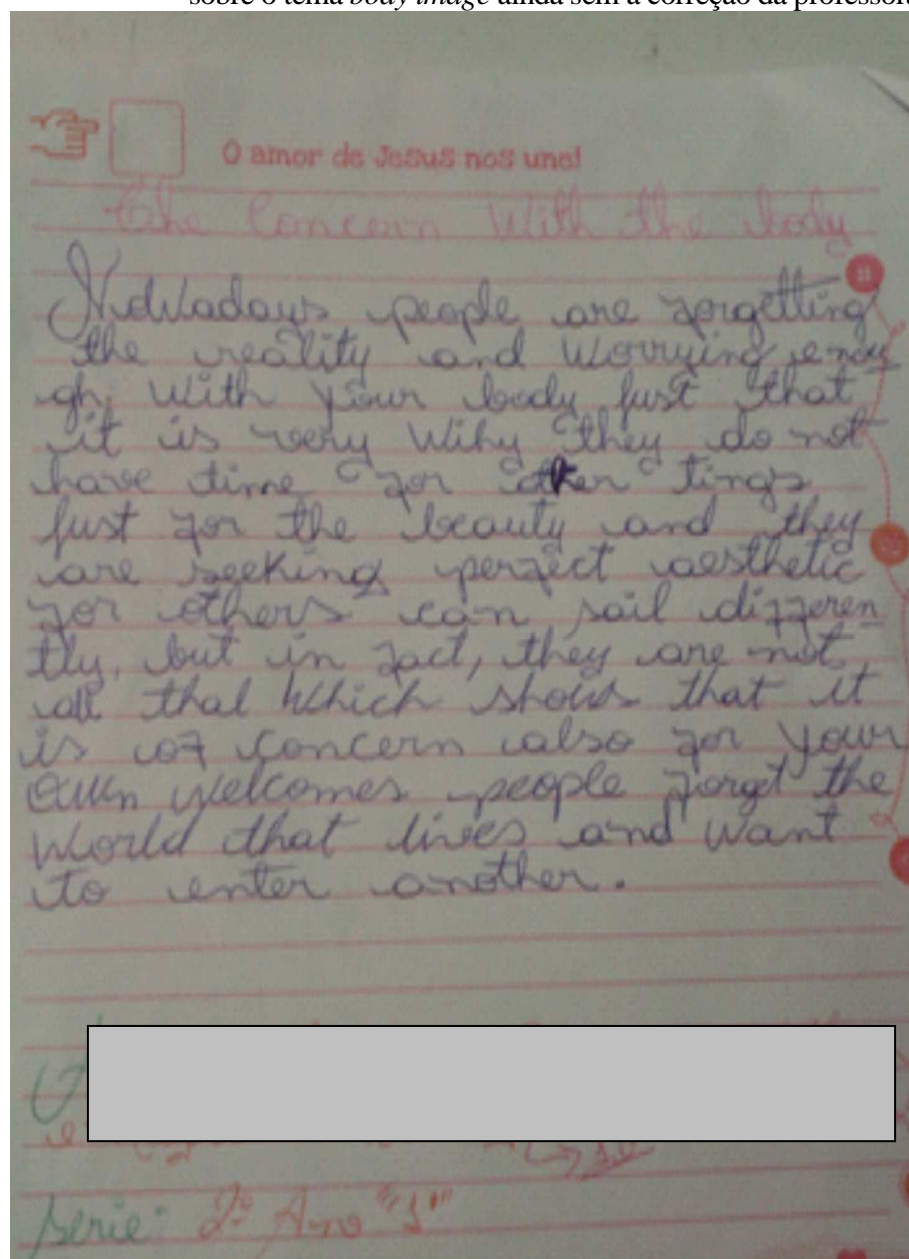 sobre o tema body image ainda sem a correção da professora
O amor de Jesus nos une!
The Concern With the body
Nowadays people are forgetting
the reality and worrying enou
gh, with your body just that
it is very why they do not
have time for other tings
just for the beauty and they
are seeking perfect aesthetic
for others can sail differen
tly, but in fact, they are not
all that which shows that it
is of concern also for your
own welcomes people forget the
world that lives and want
to enter another.
serie: 2º Ano "1"